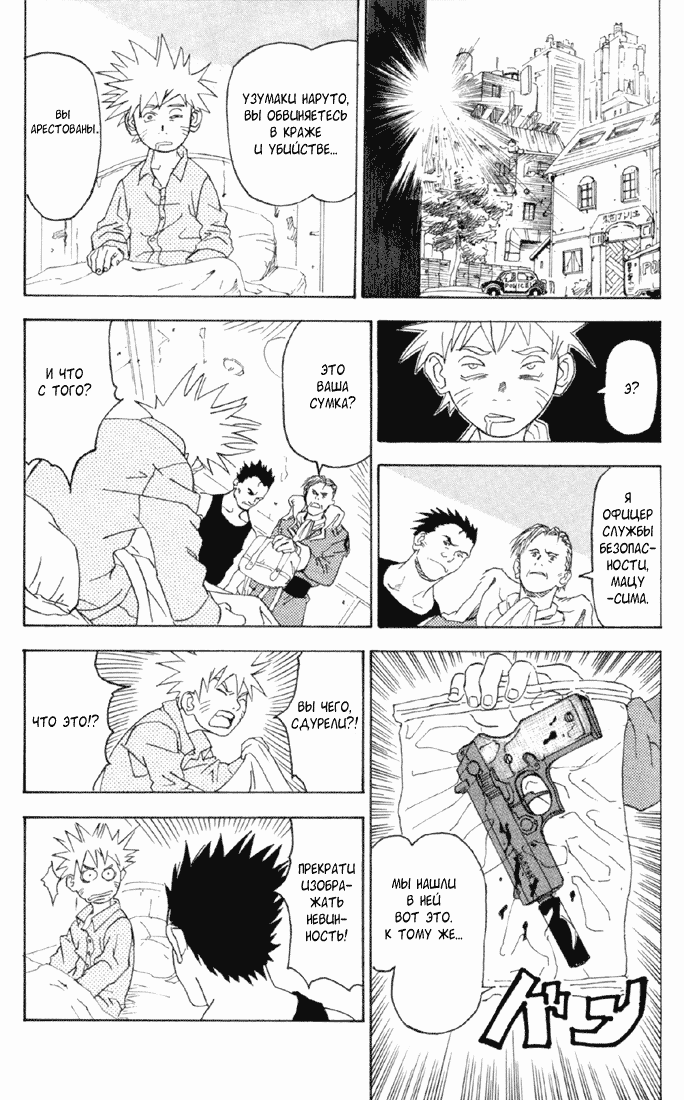 POLICE
УЗУМАКИ НАРУТО,
ВЫ ОБВИНЯЕТЕСЬ
В КРАЖЕ
И УБИЙСТВЕ...
ВЫ
АРЕСТОВАНЫ.
Э?
Я
ОФИЦЕР
СЛУЖБЫ
БЕЗОПАС-
НОСТИ,
МАЦУ
-СИМА.
ЭТО
ВАША
СУМКА?
И ЧТО
С ТОГО?
МЫ НАШЛИ
В НЕЙ
ВОТ ЭТО.
К ТОМУ ЖЕ...
ВЫ ЧЕГО,
СДУРЕЛИ?!
ЧТО ЭТО!?
ПРЕКРАТИ
ИЗОБРА-
ЖАТЬ
НЕВИН-
НОСТЬ!